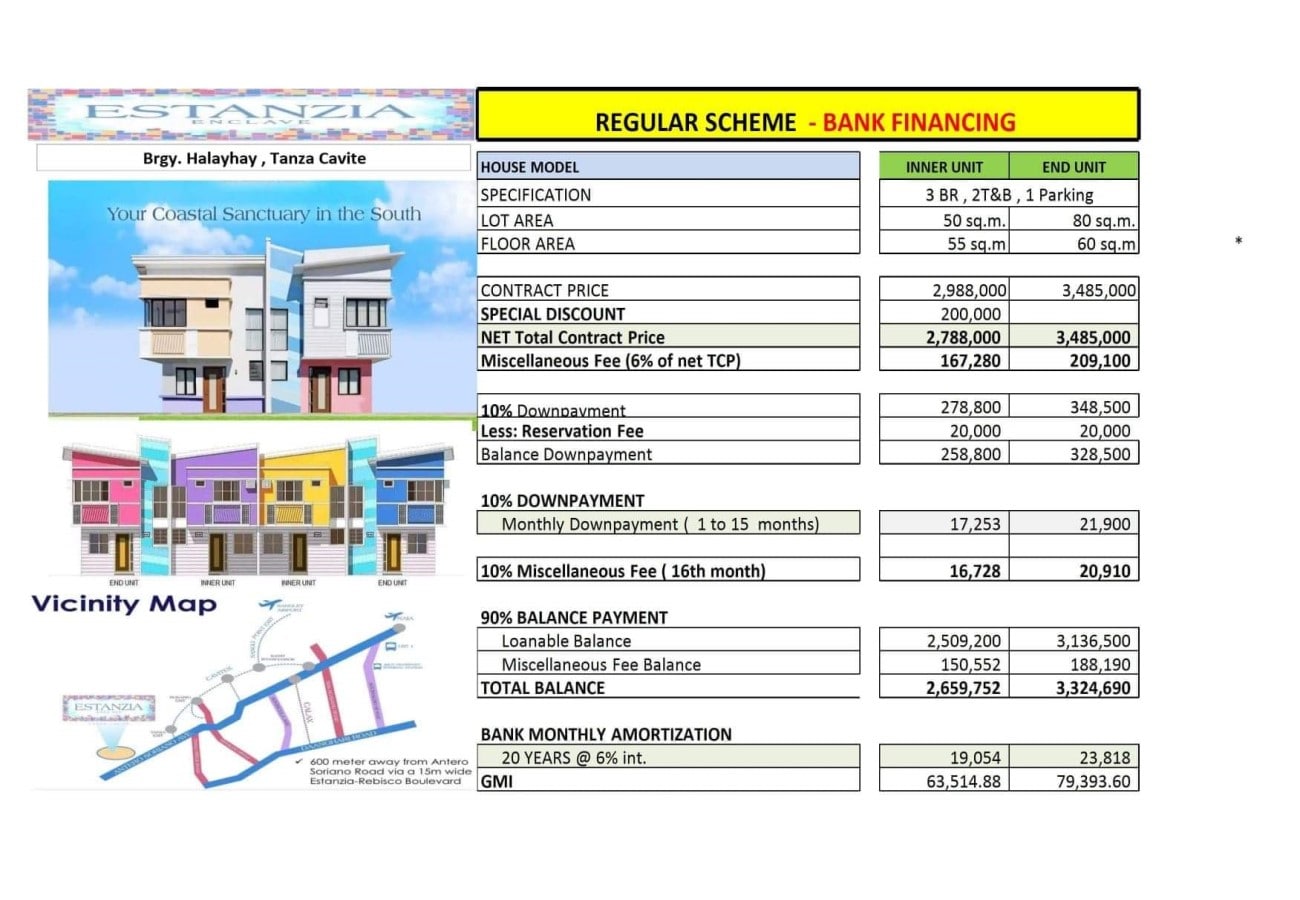 ESTANZIA
ENCLAVE
Brgy. Halayhay , Tanza Cavite
Your Coastal Sanctuary in the South
END UNIT INNER UNIT INNER UNIT END UNIT
Vicinity Map
CAVITEX
CALAX
ESTANZIA
ANTERO SORIANO AVE.
DAANGHARI ROAD
✓ 600 meter away from Antero
Soriano Road via a 15m wide
Estanzia-Rebisco Boulevard
REGULAR SCHEME - BANK FINANCING
HOUSE MODEL INNER UNIT END UNIT
SPECIFICATION 3 BR , 2T&B , 1 Parking
LOT AREA 50 sq.m. 80 sq.m.
FLOOR AREA 55 sq.m 60 sq.m *
CONTRACT PRICE 2,988,000 3,485,000
SPECIAL DISCOUNT 200,000
NET Total Contract Price 2,788,000 3,485,000
Miscellaneous Fee (6% of net TCP) 167,280 209,100
10% Downpayment 278,800 348,500
Less: Reservation Fee 20,000 20,000
Balance Downpayment 258,800 328,500
10% DOWNPAYMENT
Monthly Downpayment ( 1 to 15 months) 17,253 21,900
10% Miscellaneous Fee ( 16th month) 16,728 20,910
90% BALANCE PAYMENT
Loanable Balance 2,509,200 3,136,500
Miscellaneous Fee Balance 150,552 188,190
TOTAL BALANCE 2,659,752 3,324,690
BANK MONTHLY AMORTIZATION
20 YEARS @ 6% int. 19,054 23,818
GMI 63,514.88 79,393.60